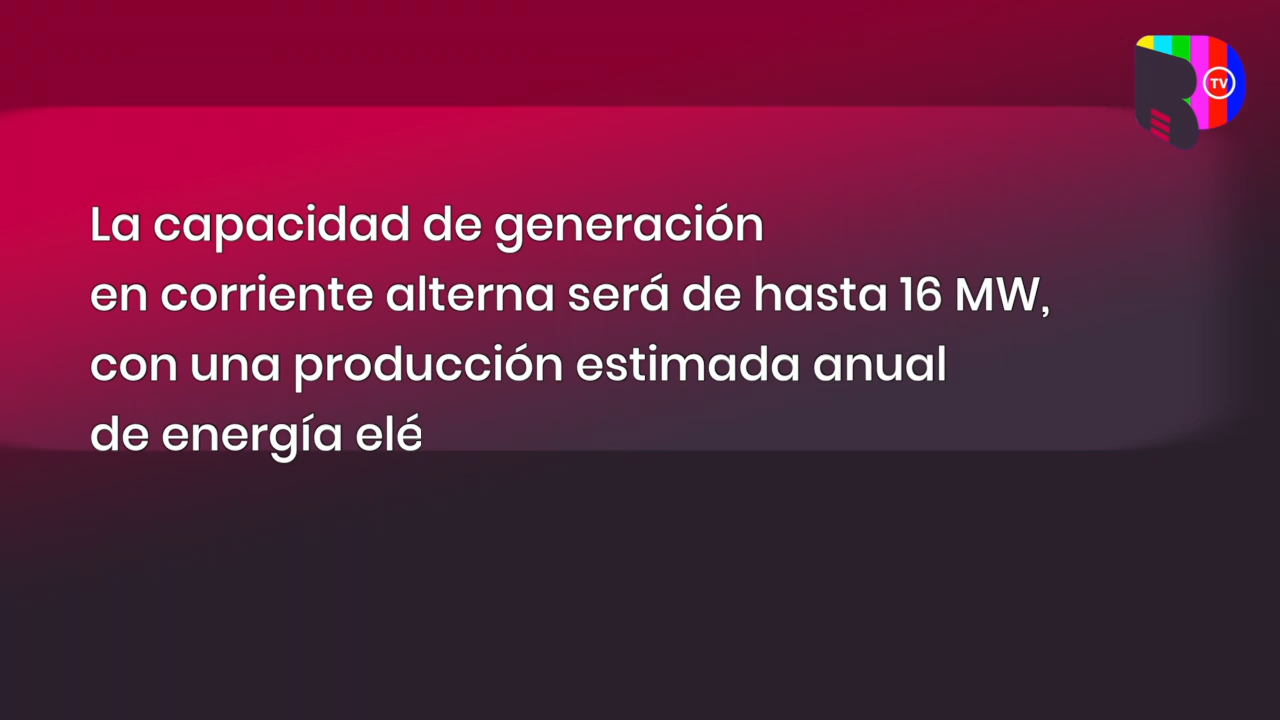 TV
La capacidad de generación
en corriente alterna será de hasta 16 MW,
con una producción estimada anual
de energía elé